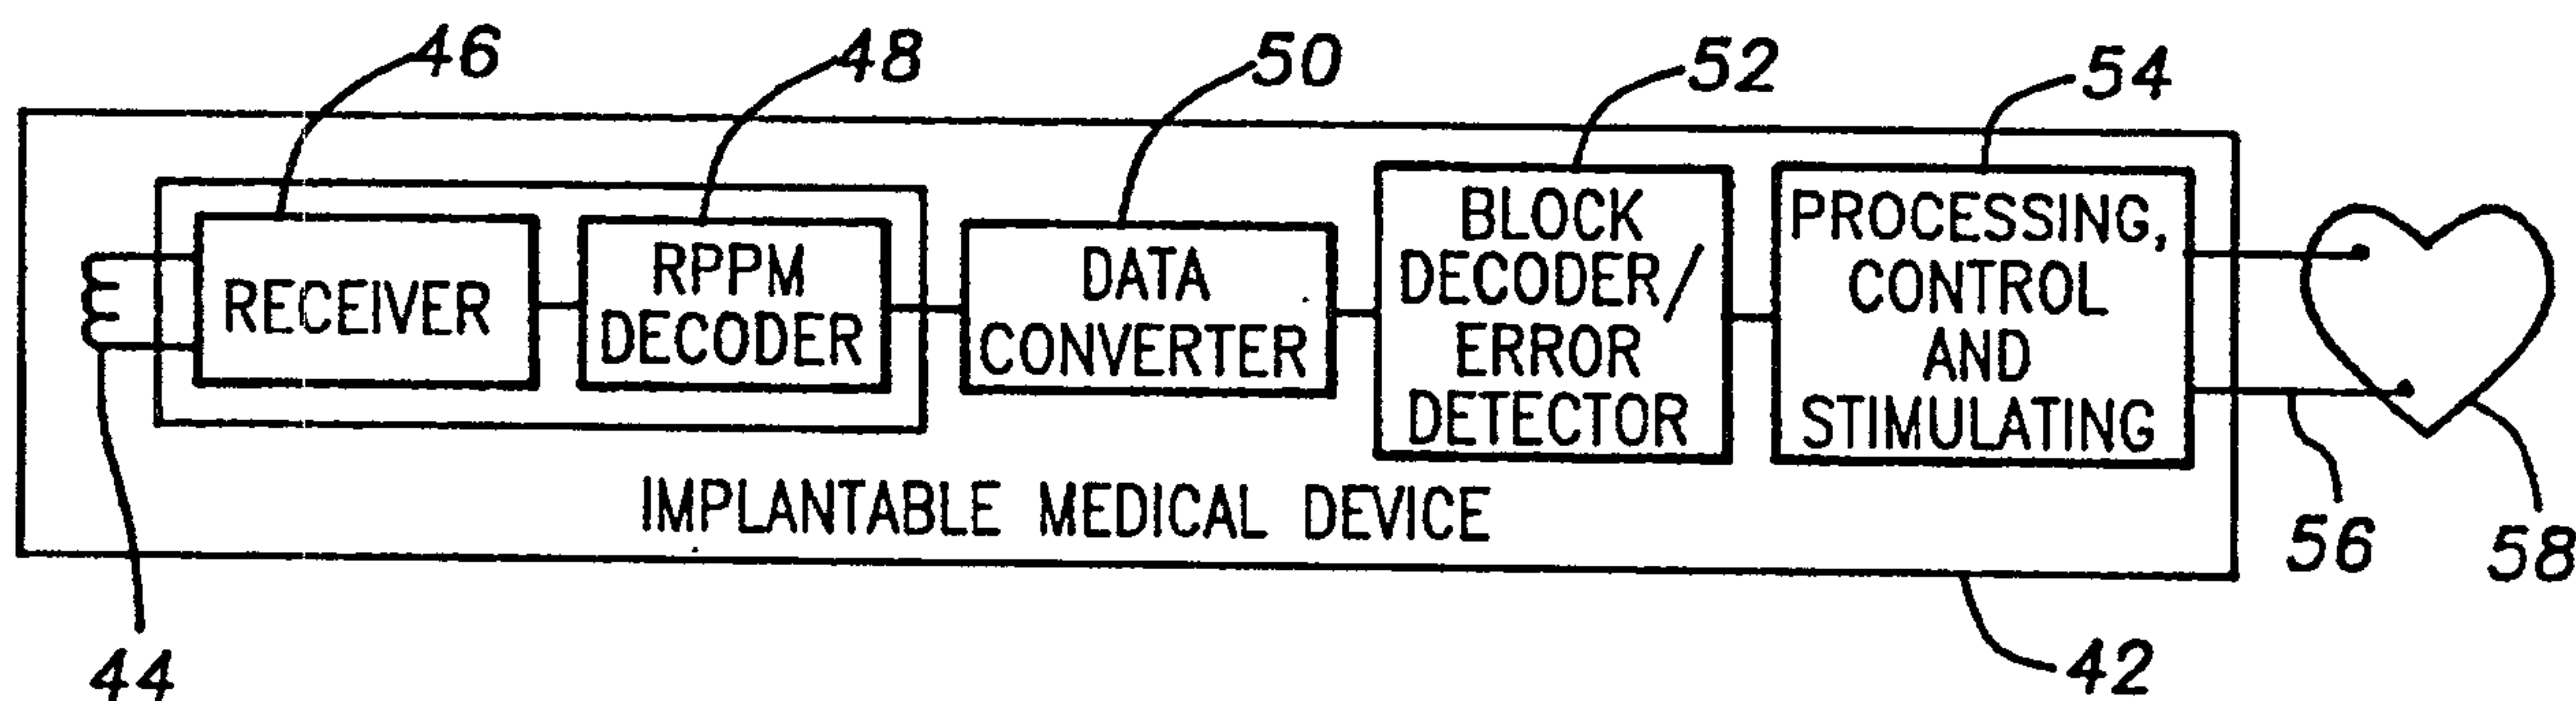 46
48
50
52
54
RECEIVER
RPPM
DECODER
DATA
CONVERTER
BLOCK
DECODER/
ERROR
DETECTOR
PROCESSING,
CONTROL
AND
STIMULATING
IMPLANTABLE MEDICAL DEVICE
56
58
44
42